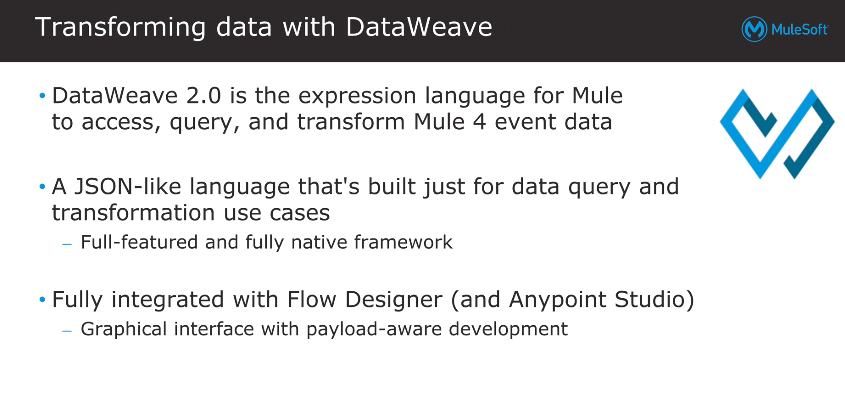 Transforming data with DataWeave
MuleSoft
• DataWeave 2.0 is the expression language for Mule
to access, query, and transform Mule 4 event data
• A JSON-like language that's built just for data query and
transformation use cases
– Full-featured and fully native framework
• Fully integrated with Flow Designer (and Anypoint Studio)
– Graphical interface with payload-aware development